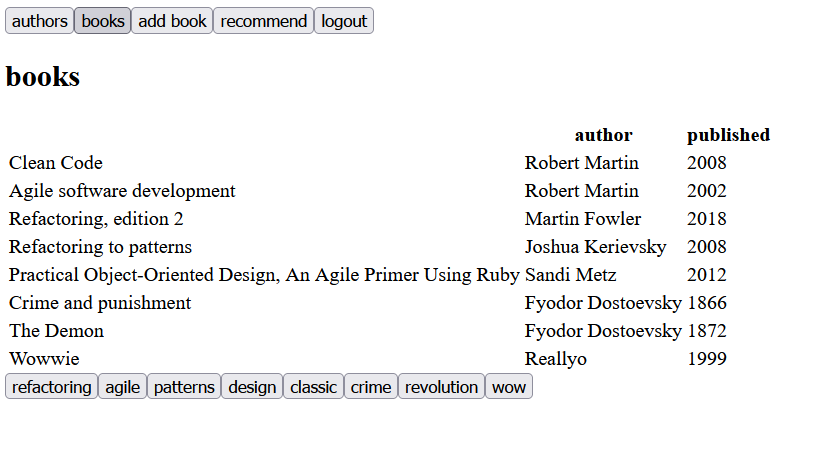 authors books add book recommend logout
books
author published
Clean Code Robert Martin 2008
Agile software development Robert Martin 2002
Refactoring, edition 2 Martin Fowler 2018
Refactoring to patterns Joshua Kerievsky 2008
Practical Object-Oriented Design, An Agile Primer Using Ruby Sandi Metz 2012
Crime and punishment Fyodor Dostoevsky 1866
The Demon Fyodor Dostoevsky 1872
Wowwie Reallyo 1999
refactoring agile patterns design classic crime revolution wow